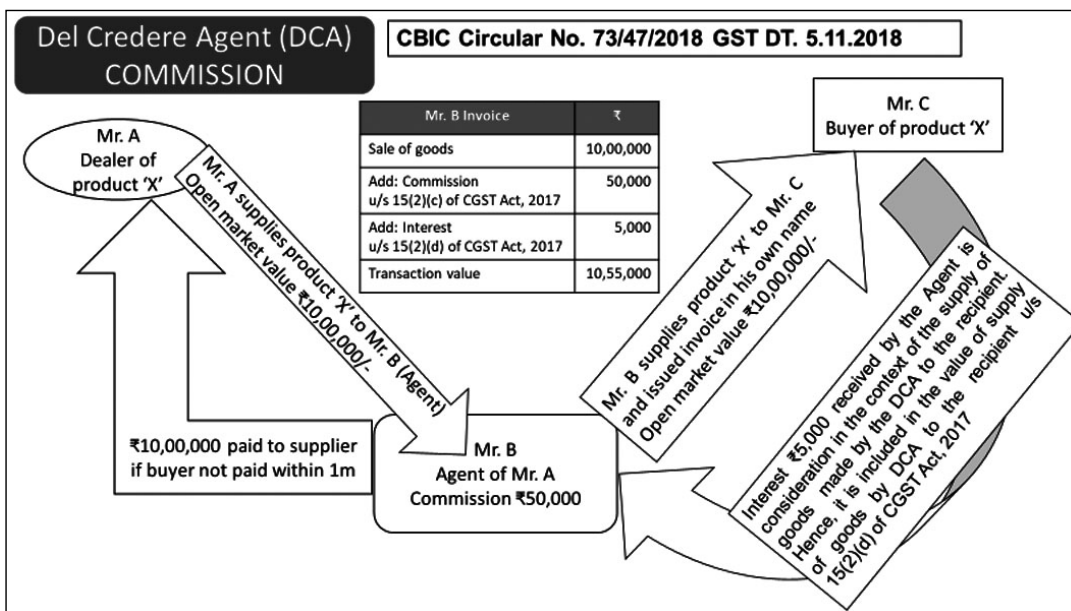 Del Credere Agent (DCA)
COMMISSION
CBIC Circular No. 73/47/2018 GST DT. 5.11.2018
Mr. A
Dealer of
product ‘X’
Mr. A supplies product ‘X’ to Mr. B (Agent)
Open market value ₹10,00,000/-
Mr. B Invoice ₹
Sale of goods 10,00,000
Add: Commission 50,000
u/s 15(2)(c) of CGST Act, 2017
Add: Interest 5,000
u/s 15(2)(d) of CGST Act, 2017
Transaction value 10,55,000
Mr. C
Buyer of product ‘X’
Mr. B supplies product ‘X’ to Mr. C
and issued invoice in his own name
Open market value ₹10,00,000/-
Interest ₹5,000 received by the Agent is
consideration in the context of the supply of
goods made by the DCA to the recipient.
Hence, it is included in the value of supply
of goods by DCA to the recipient u/s
15(2)(d) of CGST Act, 2017
₹10,00,000 paid to supplier
if buyer not paid within 1m
Mr. B
Agent of Mr. A
Commission ₹50,000